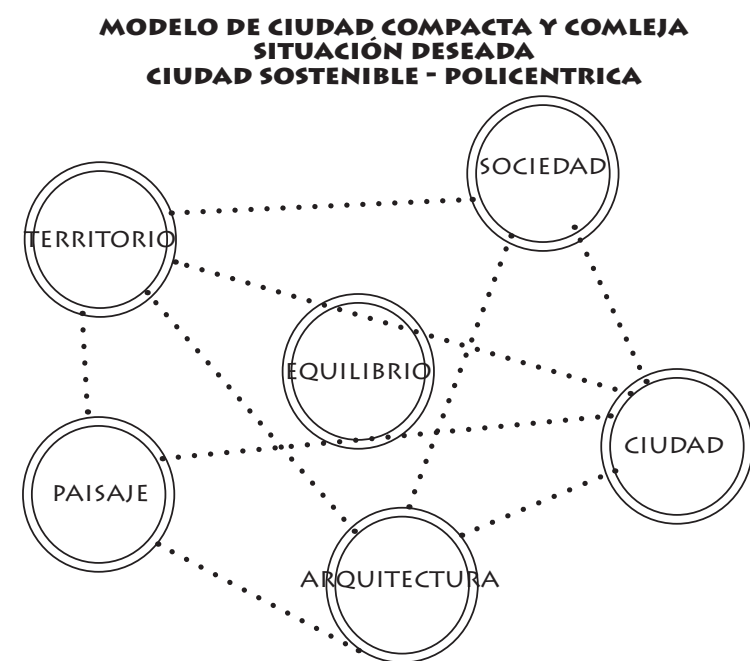 MODELO DE CIUDAD COMPACTA Y COMLEJA
SITUACIÓN DESEADA
CIUDAD SOSTENIBLE - POLICENTRICA
SOCIEDAD
TERRITORIO
EQUILIBRIO
CIUDAD
PAISAJE
ARQUITECTURA